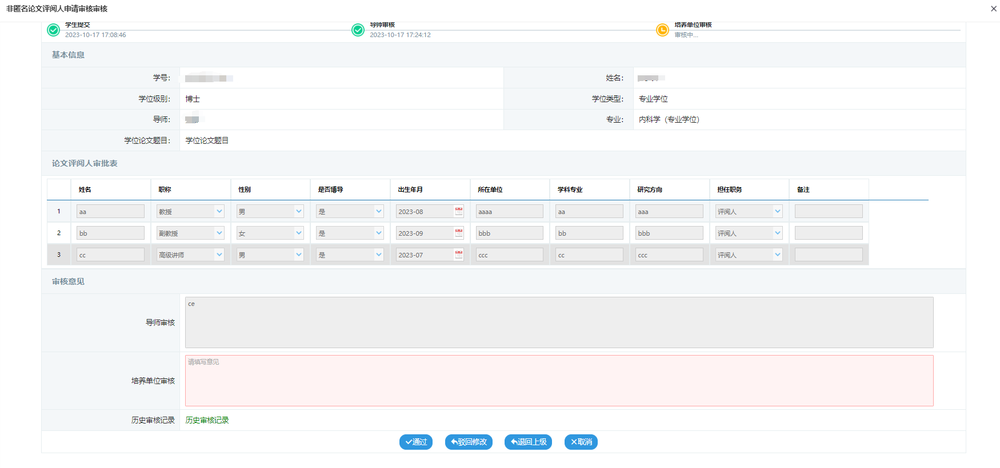 非匿名论文评阅人申请审核审核
学生提交 导师审核 培养单位审核
2023-10-17 17:08:46 2023-10-17 17:24:12 审核中...
基本信息
学号: 姓名:
学位级别: 博士 学位类型: 专业学位
导师: 专业: 内科学（专业学位）
学位论文题目: 学位论文题目
论文评阅人审批表
姓名 职称 性别 是否博导 出生年月 所在单位 学科专业 研究方向 担任职务 备注
1 aa 教授 男 是 2023-08 aaaa aa aaa 评阅人
2 bb 副教授 女 是 2023-09 bbb bb bbb 评阅人
3 cc 高级讲师 男 是 2023-07 ccc cc ccc 评阅人
审核意见
导师审核 ce
培养单位审核 请填写意见
历史审核记录 历史审核记录
通过 驳回修改 退回上级 取消